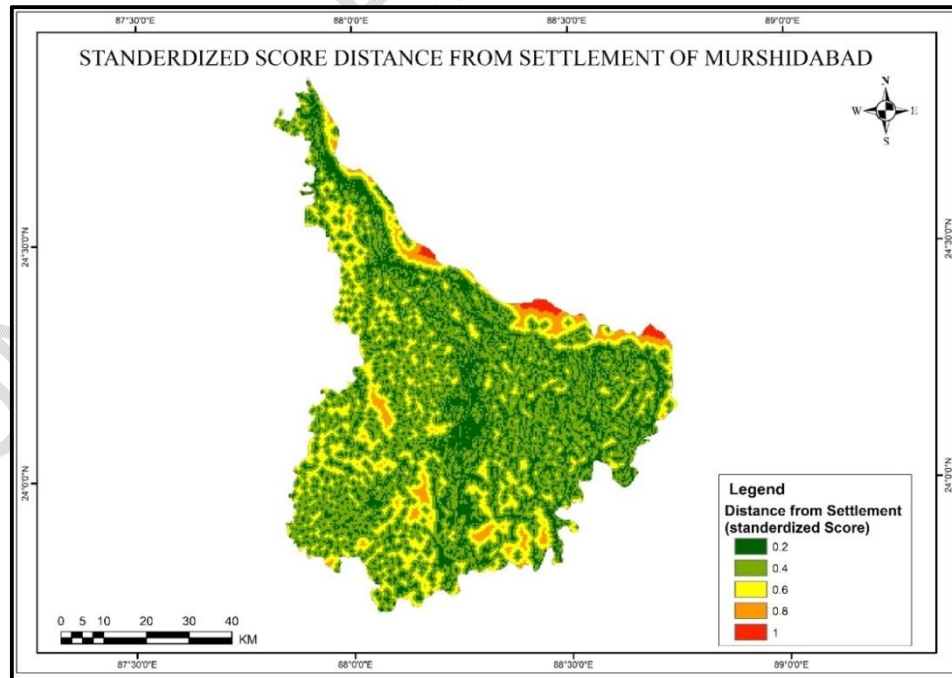 87°30'0"E 88°0'0"E 88°30'0"E 89°0'0"E
STANDERDIZED SCORE DISTANCE FROM SETTLEMENT OF MURSHIDABAD
N
W E
S
24°30'0"N 24°30'0"N
24°0'0"N 24°0'0"N
Legend
Distance from Settlement
(standerdized Score)
0.2
0.4
0.6
0.8
1
0 5 10 20 30 40
KM
87°30'0"E 88°0'0"E 88°30'0"E 89°0'0"E